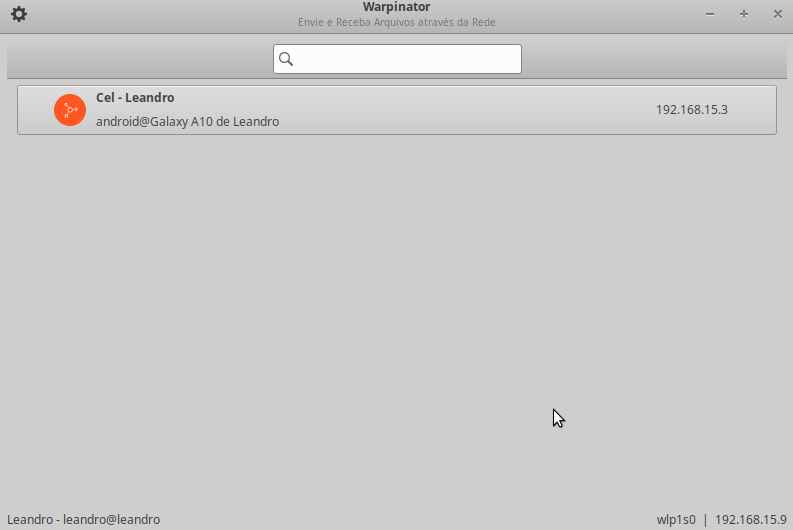 Warpinator
Envie e Receba Arquivos através da Rede
Cel - Leandro
android@Galaxy A10 de Leandro
192.168.15.3
Leandro - leandro@leandro
wlp1s0 | 192.168.15.9